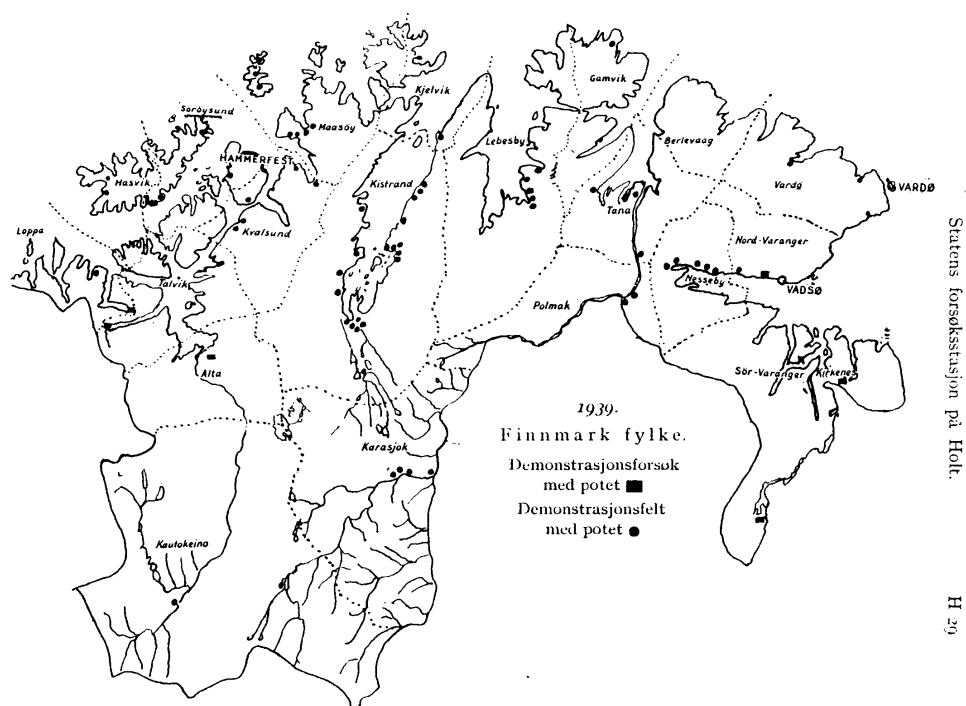 Gamvik
Kjelvik
Sørøysund
Maasöy
Lebesby
Berlevaag
HAMMERFEST
Hasvik
Kistrand
Vardø
VARDØ
Tana
Loppa
Kvalsund
Nord-Varanger
Talvik
Nesseby
VADSØ
Polmak
Alta
Sör-Varanger
Kirkenes
1939.
Finnmark fylke.
Karasjok
Demonstrasjonsforsøk
med potet
Demonstrasjonsfelt
med potet
Kautokeino
Statens forsøksstasjon på Holt.
H 29